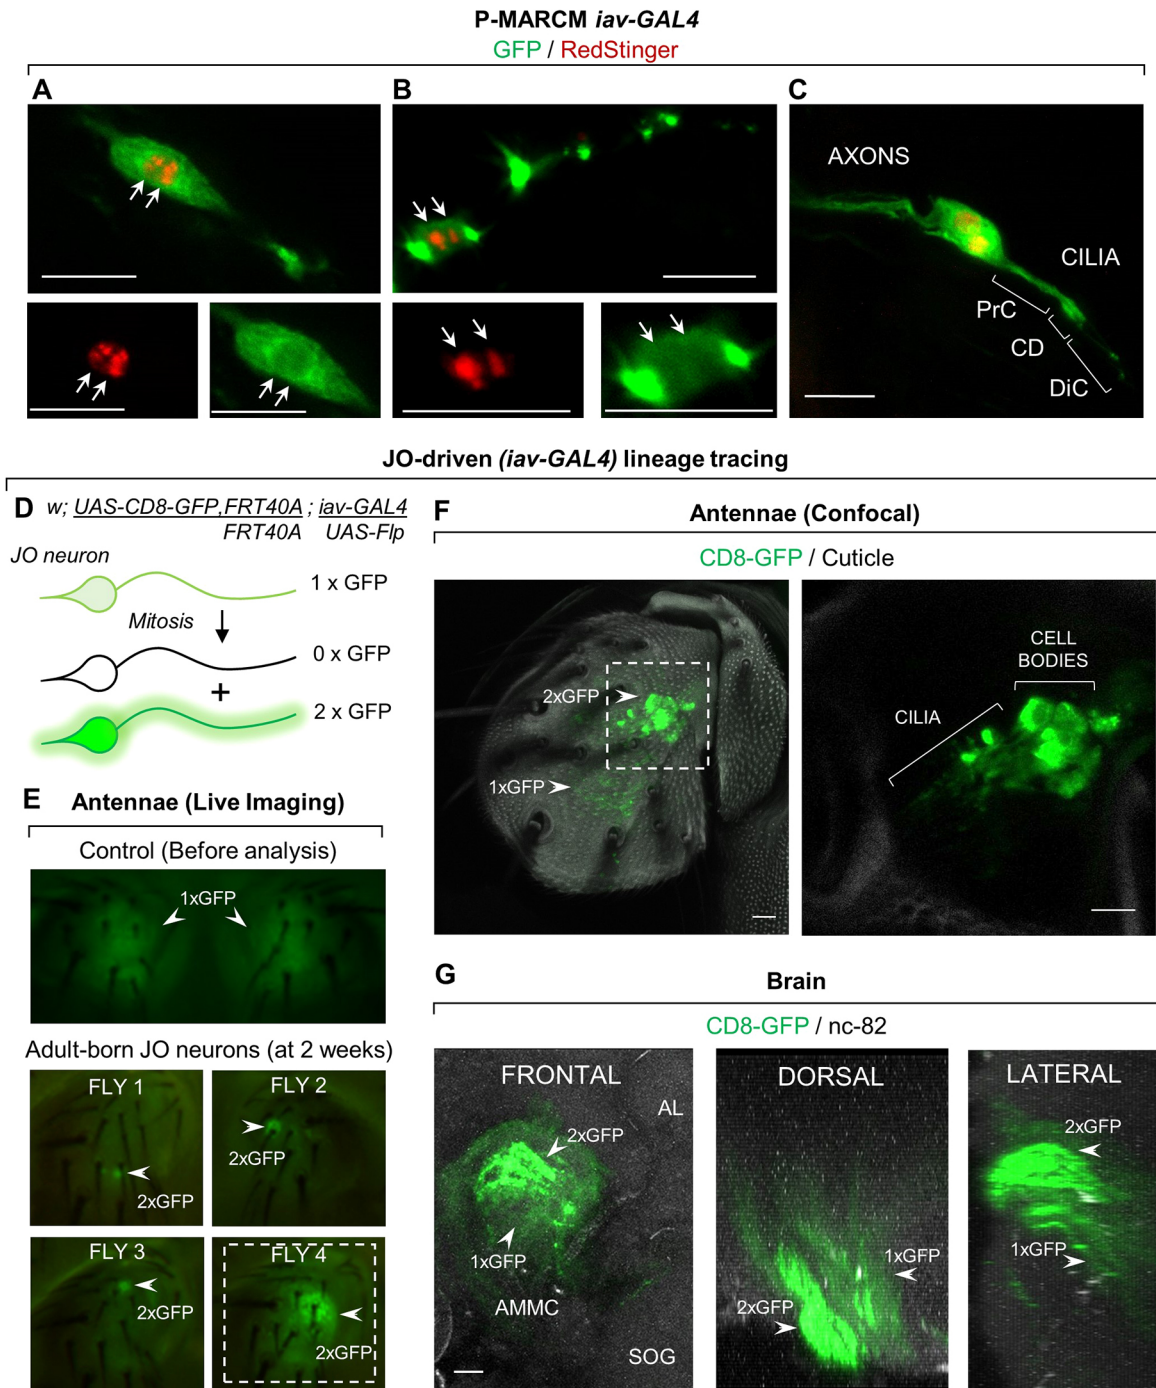 P-MARCM iav-GAL4
GFP / RedStinger
A
B
C
AXONS
CILIA
PrC
CD
DiC
JO-driven (iav-GAL4) lineage tracing
D
w; UAS-CD8-GFP,FRT40A ; iav-GAL4
FRT40A UAS-Flp
JO neuron
1 x GFP
Mitosis
0 x GFP
+
2 x GFP
E
Antennae (Live Imaging)
Control (Before analysis)
1xGFP
Adult-born JO neurons (at 2 weeks)
FLY 1
2xGFP
FLY 2
2xGFP
FLY 3
2xGFP
FLY 4
2xGFP
F
Antennae (Confocal)
CD8-GFP / Cuticle
2xGFP
1xGFP
CELL
BODIES
CILIA
G
Brain
CD8-GFP / nc-82
FRONTAL
AL
2xGFP
1xGFP
AMMC
SOG
DORSAL
1xGFP
2xGFP
LATERAL
2xGFP
1xGFP